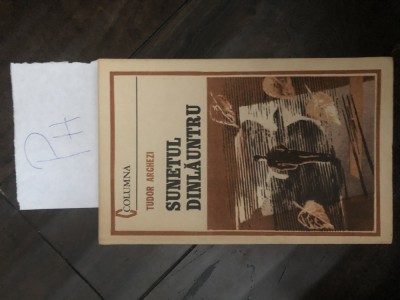 PH
COLUMNA
TUDOR ARGHEZI
SUNETUL
DINLĂUNTRU